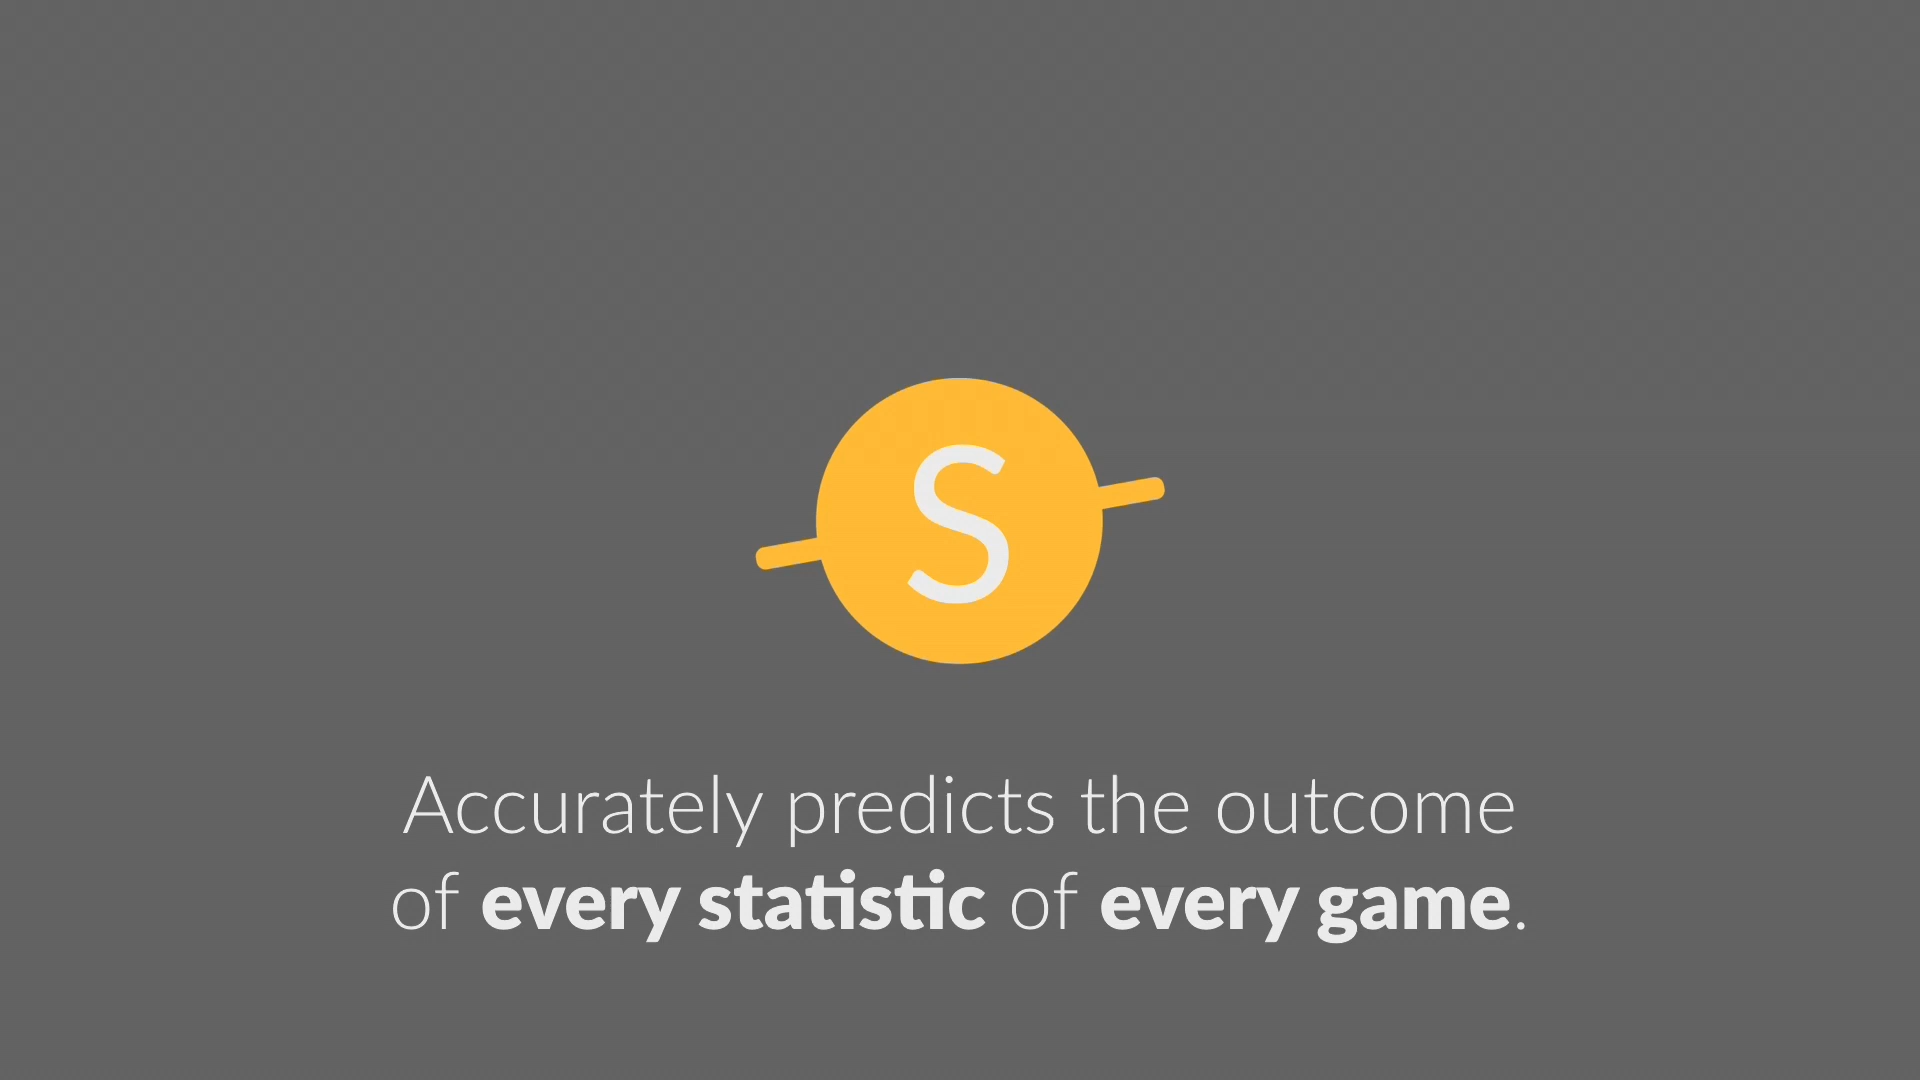 S
Accurately predicts the outcome
of every statistic of every game.